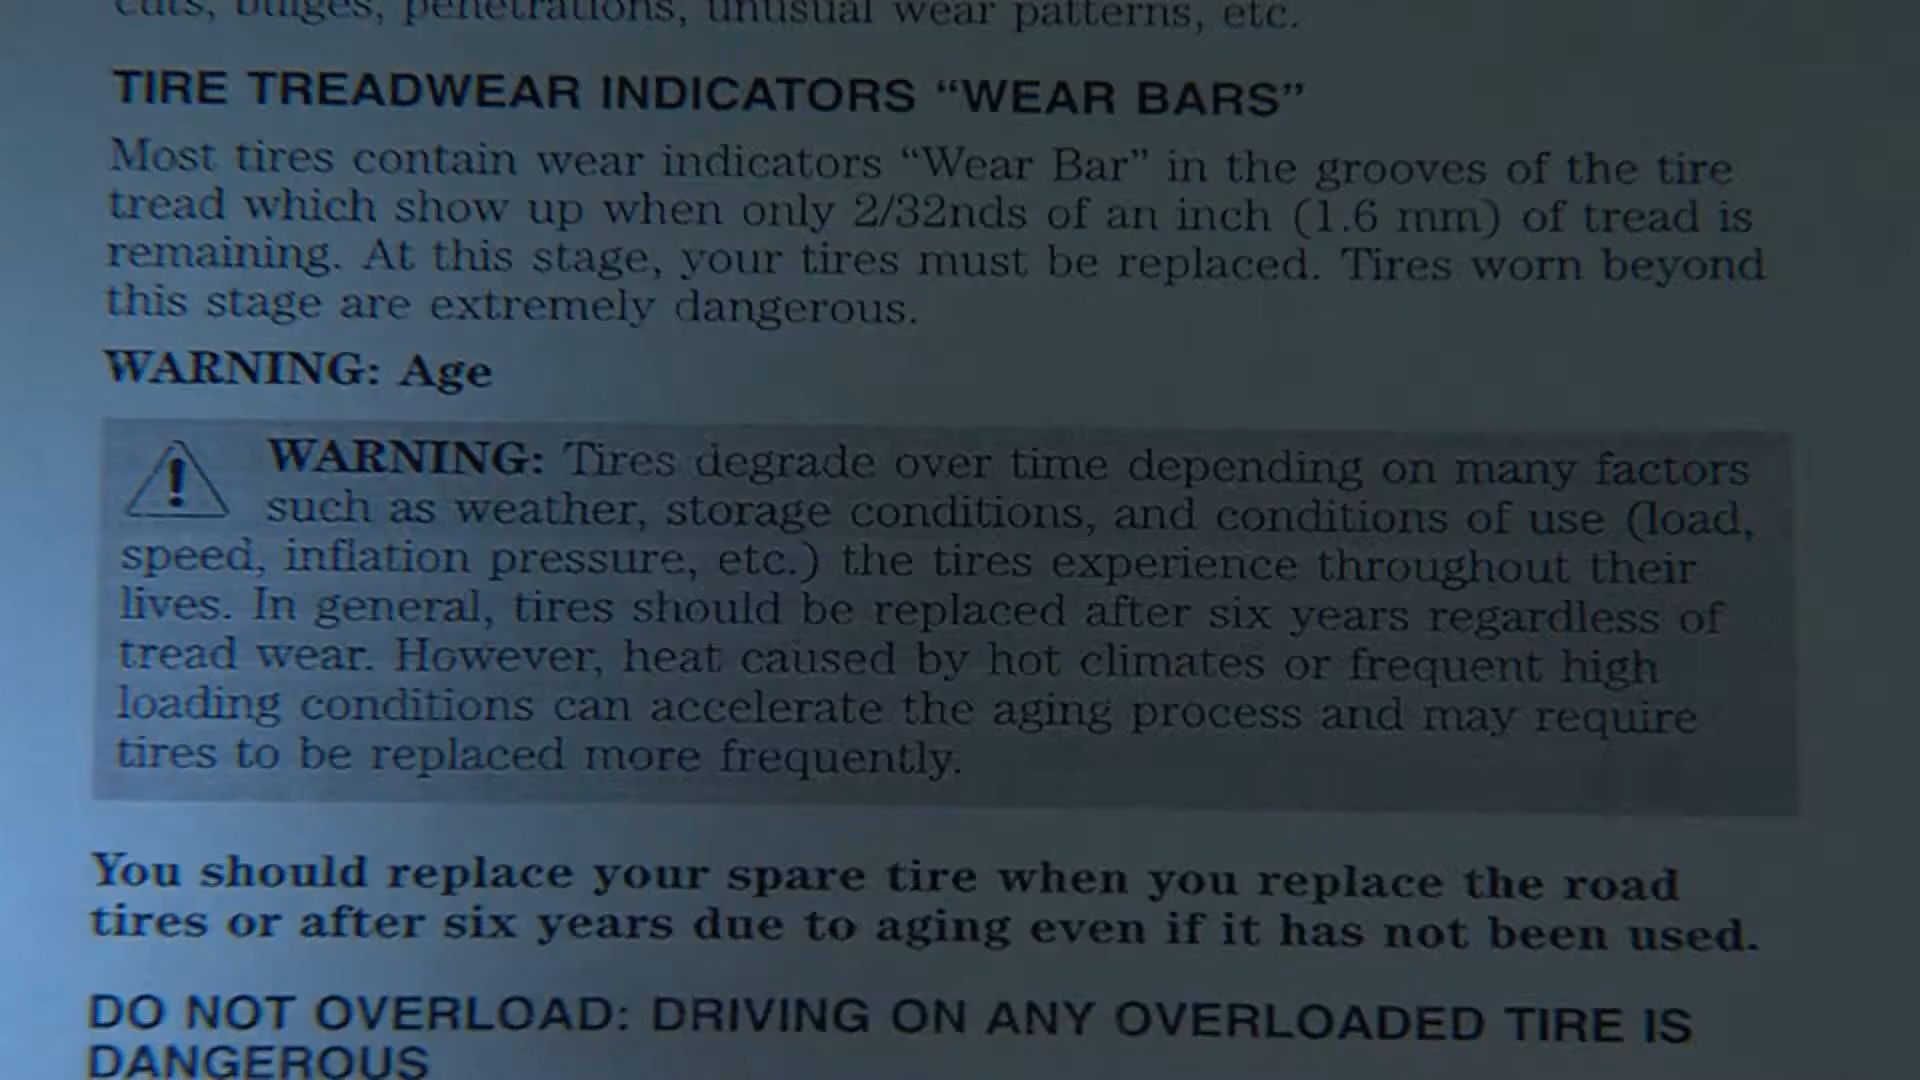 cuts, bulges, penetrations, unusual wear patterns, etc.
TIRE TREADWEAR INDICATORS “WEAR BARS”
Most tires contain wear indicators “Wear Bar” in the grooves of the tire
tread which show up when only 2/32nds of an inch (1.6 mm) of tread is
remaining. At this stage, your tires must be replaced. Tires worn beyond
this stage are extremely dangerous.
WARNING: Age
WARNING: Tires degrade over time depending on many factors
such as weather, storage conditions, and conditions of use (load,
speed, inflation pressure, etc.) the tires experience throughout their
lives. In general, tires should be replaced after six years regardless of
tread wear. However, heat caused by hot climates or frequent high
loading conditions can accelerate the aging process and may require
tires to be replaced more frequently.
You should replace your spare tire when you replace the road
tires or after six years due to aging even if it has not been used.
DO NOT OVERLOAD: DRIVING ON ANY OVERLOADED TIRE IS
DANGEROUS